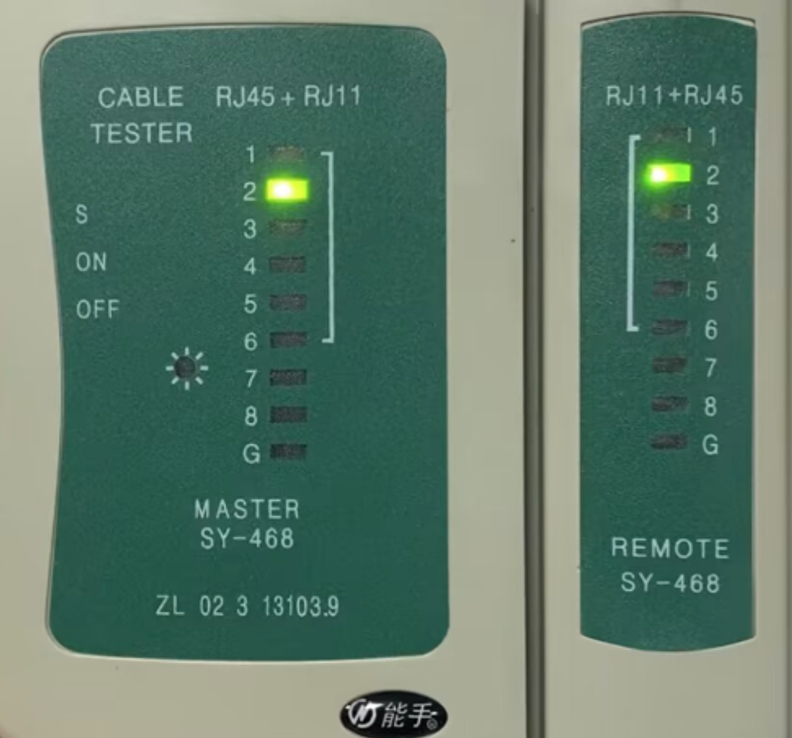 CABLE TESTER
RJ45 + RJ11
S
ON
OFF
1
2
3
4
5
6
7
8
G
MASTER
SY-468
ZL 02 3 13103.9
能手®
RJ11+RJ45
1
2
3
4
5
6
7
8
G
REMOTE
SY-468